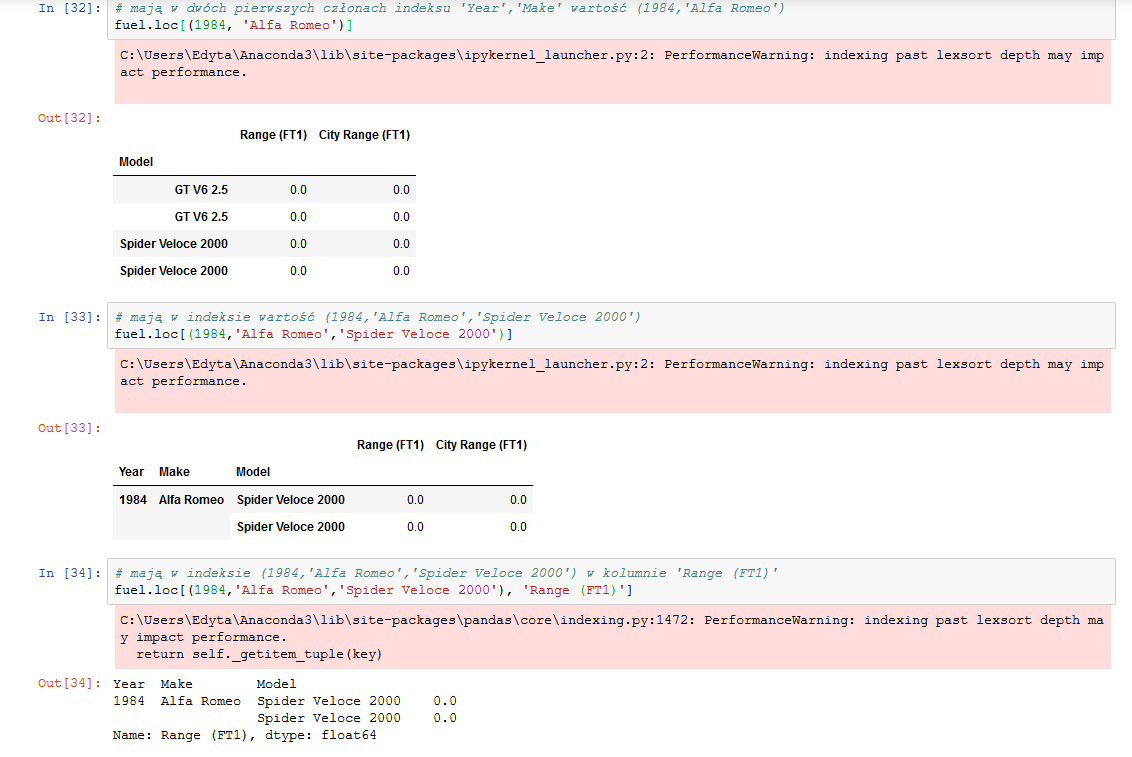 In [32]: # mają w dwóch pierwszych członach indeksu 'Year','Make' wartość (1984,'Alfa Romeo')
fuel.loc[(1984, 'Alfa Romeo')]
C:\Users\Edyta\Anaconda3\lib\site-packages\ipykernel_launcher.py:2: PerformanceWarning: indexing past lexsort depth may imp
act performance.
Out[32]:
Range (FT1) City Range (FT1)
Model
GT V6 2.5 0.0 0.0
GT V6 2.5 0.0 0.0
Spider Veloce 2000 0.0 0.0
Spider Veloce 2000 0.0 0.0
In [33]: # mają w indeksie wartość (1984,'Alfa Romeo','Spider Veloce 2000')
fuel.loc[(1984,'Alfa Romeo','Spider Veloce 2000')]
C:\Users\Edyta\Anaconda3\lib\site-packages\ipykernel_launcher.py:2: PerformanceWarning: indexing past lexsort depth may imp
act performance.
Out[33]:
Range (FT1) City Range (FT1)
Year Make Model
1984 Alfa Romeo Spider Veloce 2000 0.0 0.0
Spider Veloce 2000 0.0 0.0
In [34]: # mają w indeksie (1984,'Alfa Romeo','Spider Veloce 2000') w kolumnie 'Range (FT1)'
fuel.loc[(1984,'Alfa Romeo','Spider Veloce 2000'), 'Range (FT1)']
C:\Users\Edyta\Anaconda3\lib\site-packages\pandas\core\indexing.py:1472: PerformanceWarning: indexing past lexsort depth ma
y impact performance.
return self._getitem_tuple(key)
Out[34]: Year Make Model
1984 Alfa Romeo Spider Veloce 2000 0.0
Spider Veloce 2000 0.0
Name: Range (FT1), dtype: float64